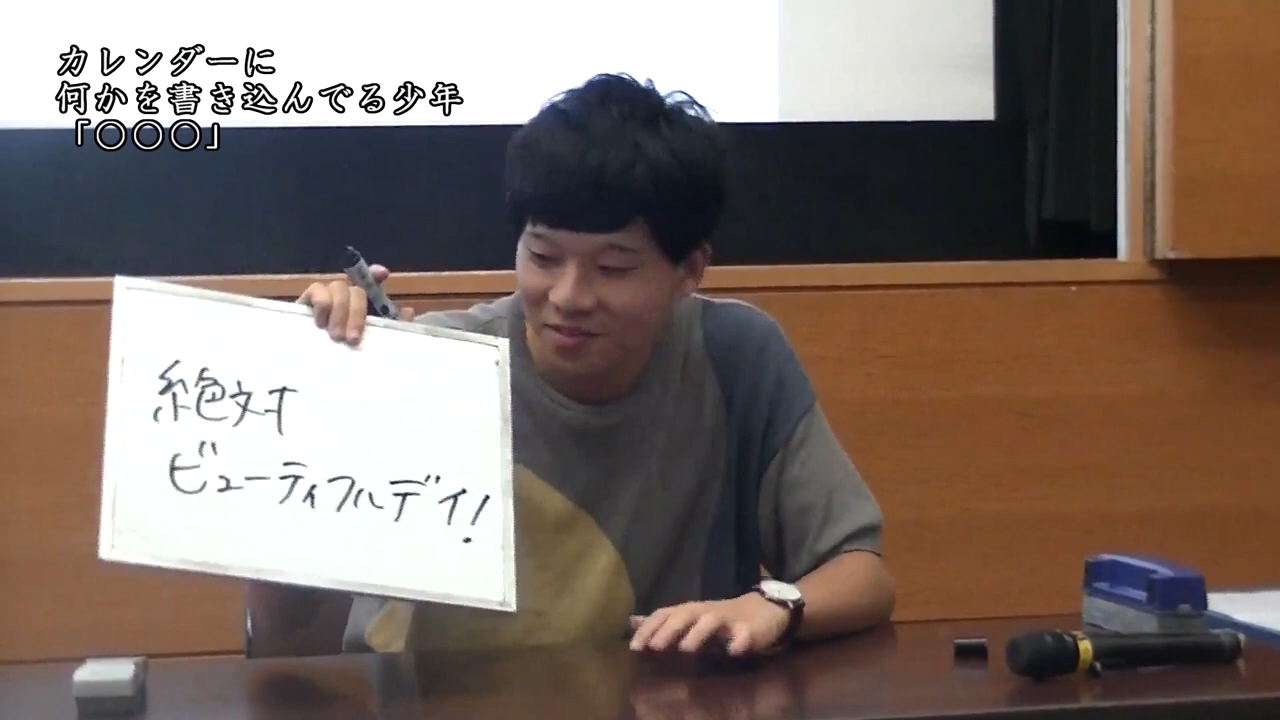 カレンダーに
何かを書き込んでる少年
「○○○」
絶対
ビューティフルデイ!